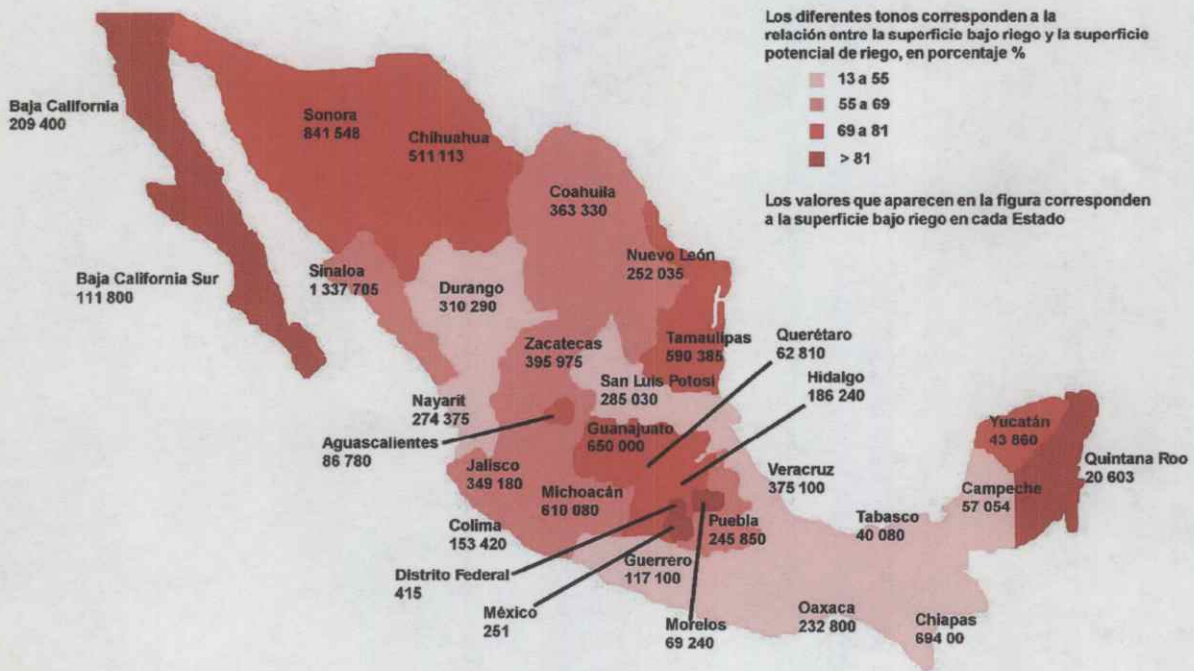 Los diferentes tonos corresponden a la
relación entre la superficie bajo riego y la superficie
potencial de riego, en porcentaje %
13 a 55
55 a 69
69 a 81
> 81
Los valores que aparecen en la figura corresponden
a la superficie bajo riego en cada Estado
Baja California
209 400
Sonora
841 548
Chihuahua
511 113
Coahuila
363 330
Nuevo León
252 035
Baja California Sur
111 800
Sinaloa
1 337 705
Durango
310 290
Zacatecas
395 975
Tamaulipas
590 385
Querétaro
62 810
San Luis Potosí
285 030
Hidalgo
186 240
Nayarit
274 375
Guanajuato
650 000
Aguascalientes
86 780
Yucatán
43 860
Jalisco
349 180
Michoacán
610 080
Veracruz
375 100
Quintana Roo
20 603
Campeche
57 054
Colima
153 420
Puebla
245 850
Tabasco
40 080
Distrito Federal
415
Guerrero
117 100
México
251
Morelos
69 240
Oaxaca
232 800
Chiapas
694 00